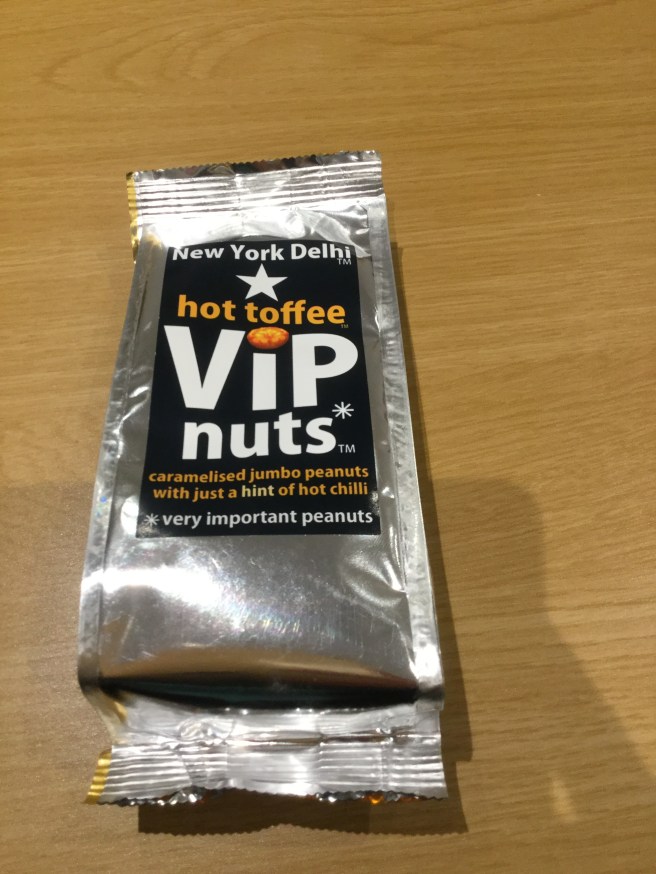 New York Delhi
TM
hot toffee
TM
ViP
nuts*
TM
caramelised jumbo peanuts
with just a hint of hot chilli
*very important peanuts